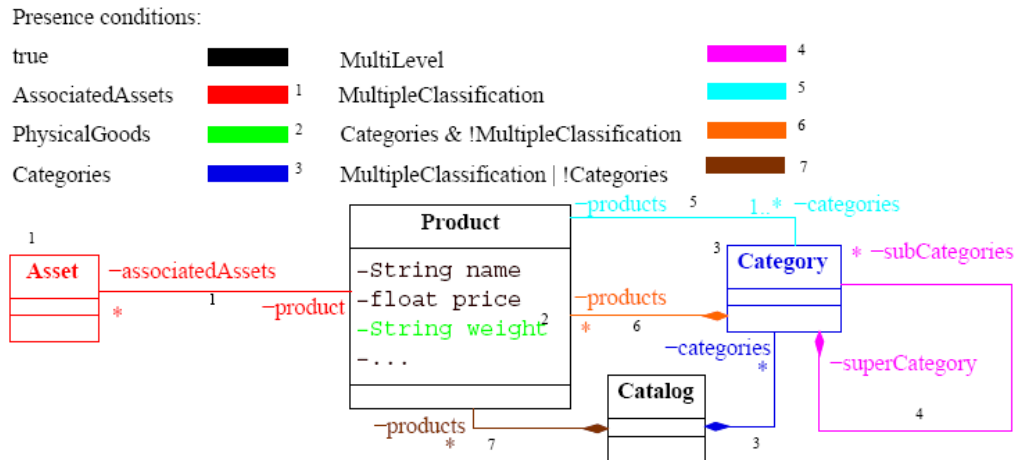 Presence conditions:
true
AssociatedAssets 1
PhysicalGoods 2
Categories 3
MultiLevel 4
MultipleClassification 5
Categories & !MultipleClassification 6
MultipleClassification | !Categories 7
1
Asset
−associatedAssets
*
1
−product
Product
-String name
-float price
-String weight 2
-...
−products
5
1..* −categories
3
Category
* −subCategories
−products
*
6
−categories
*
−superCategory
4
Catalog
3
−products
*
7